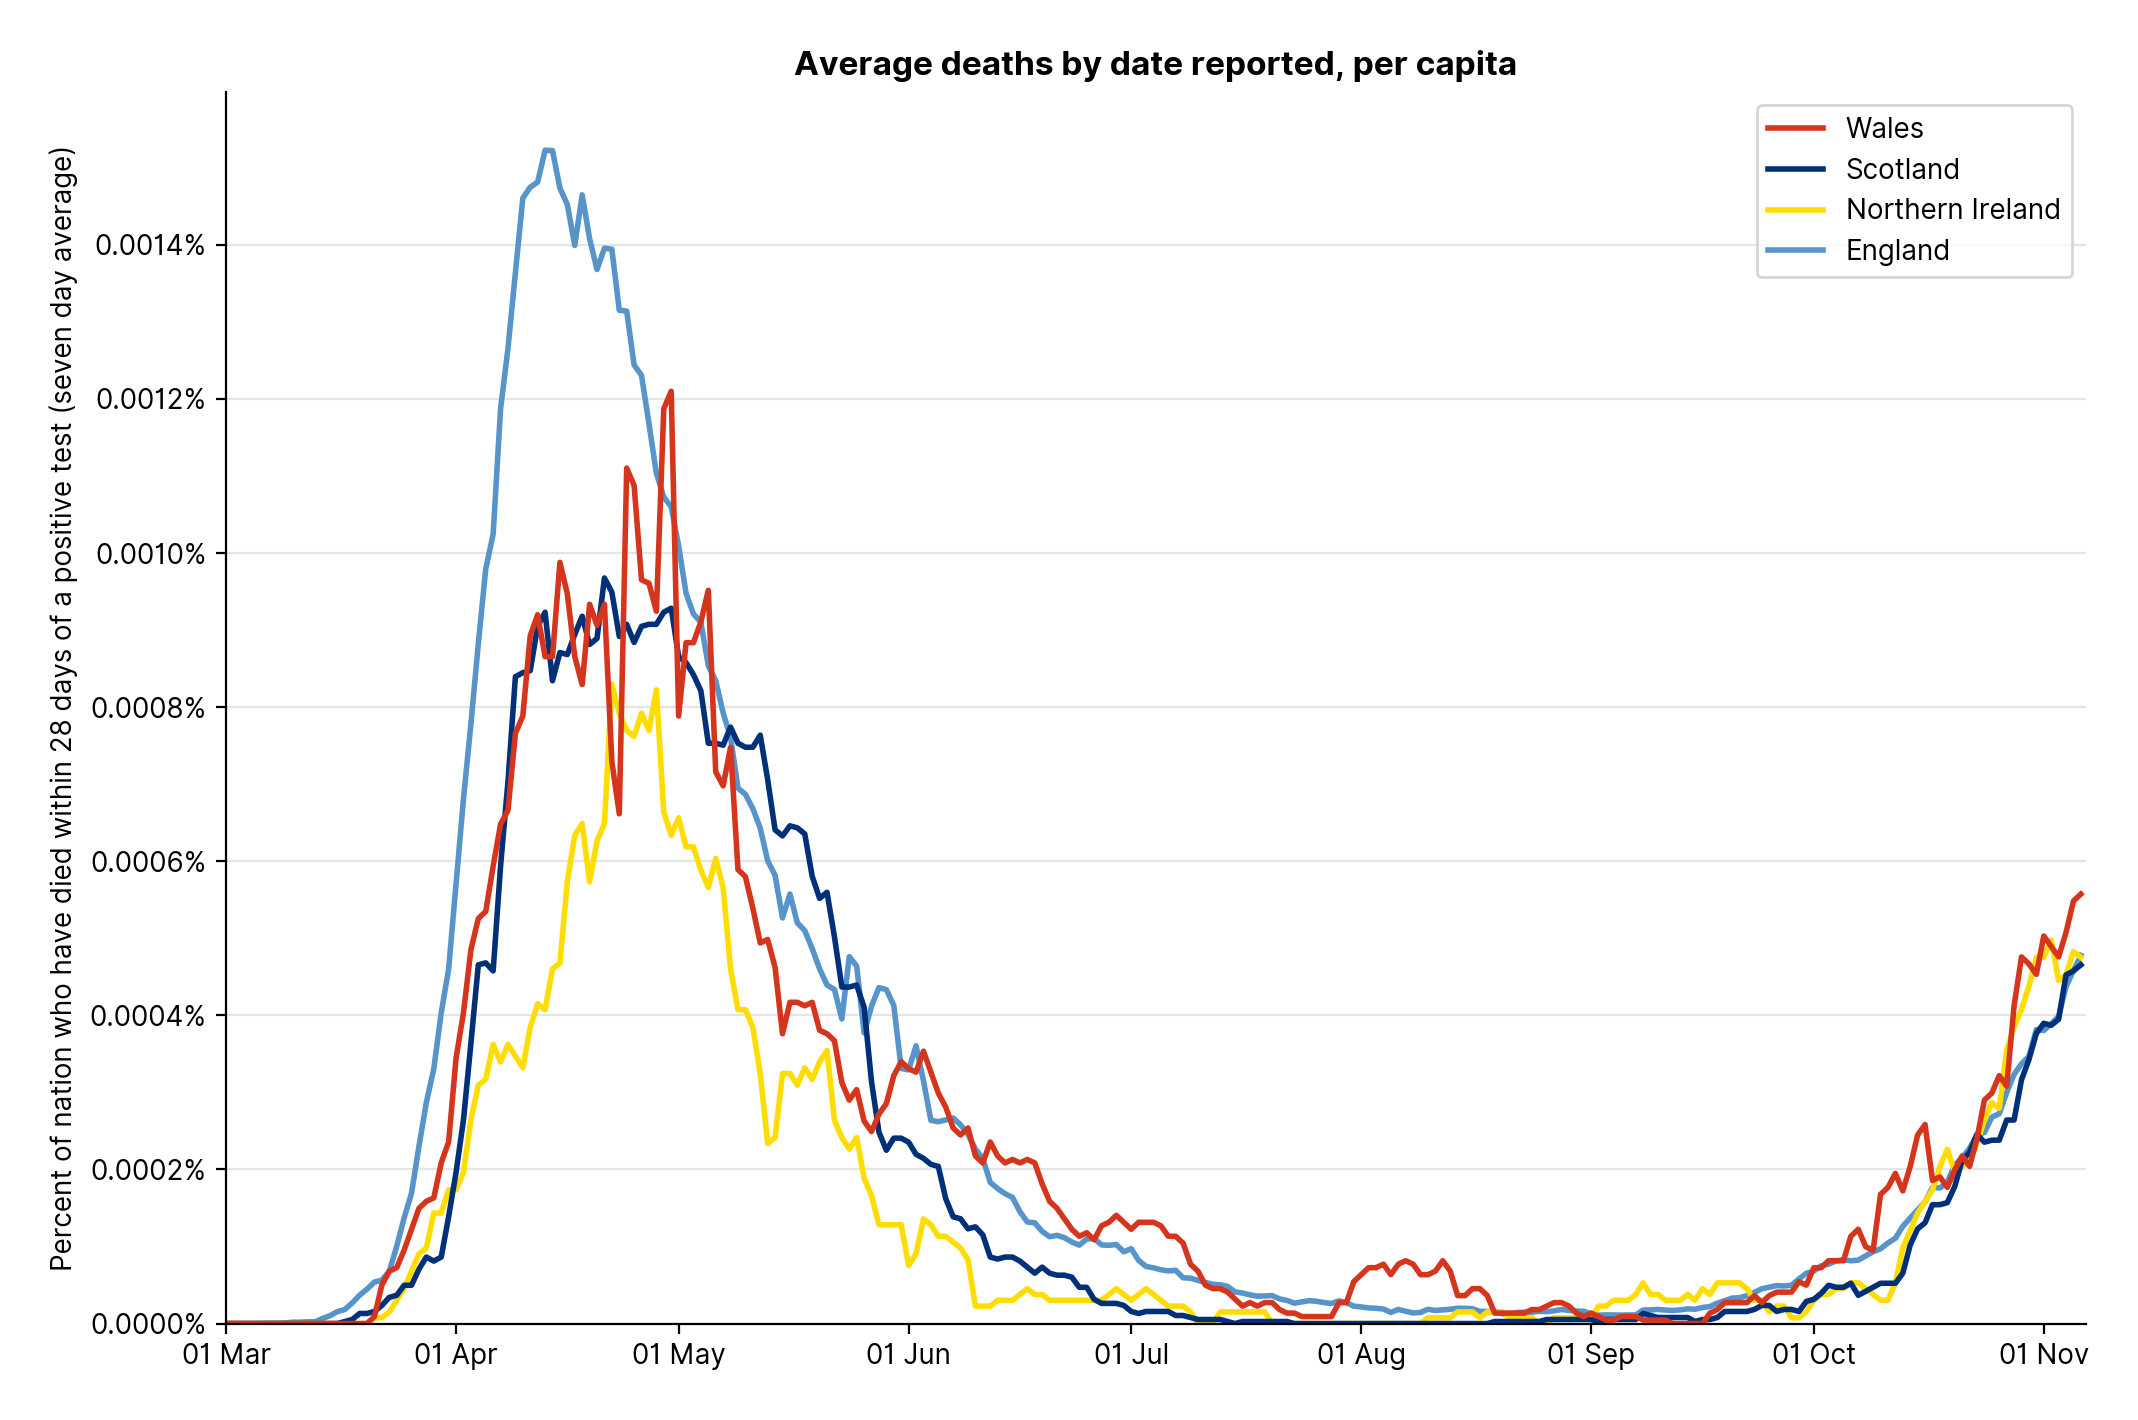 Average deaths by date reported, per capita
Wales
Scotland
Northern Ireland
England
Percent of nation who have died within 28 days of a positive test (seven day average)
0.0014%
0.0012%
0.0010%
0.0008%
0.0006%
0.0004%
0.0002%
0.0000%
01 Mar
01 Apr
01 May
01 Jun
01 Jul
01 Aug
01 Sep
01 Oct
01 Nov